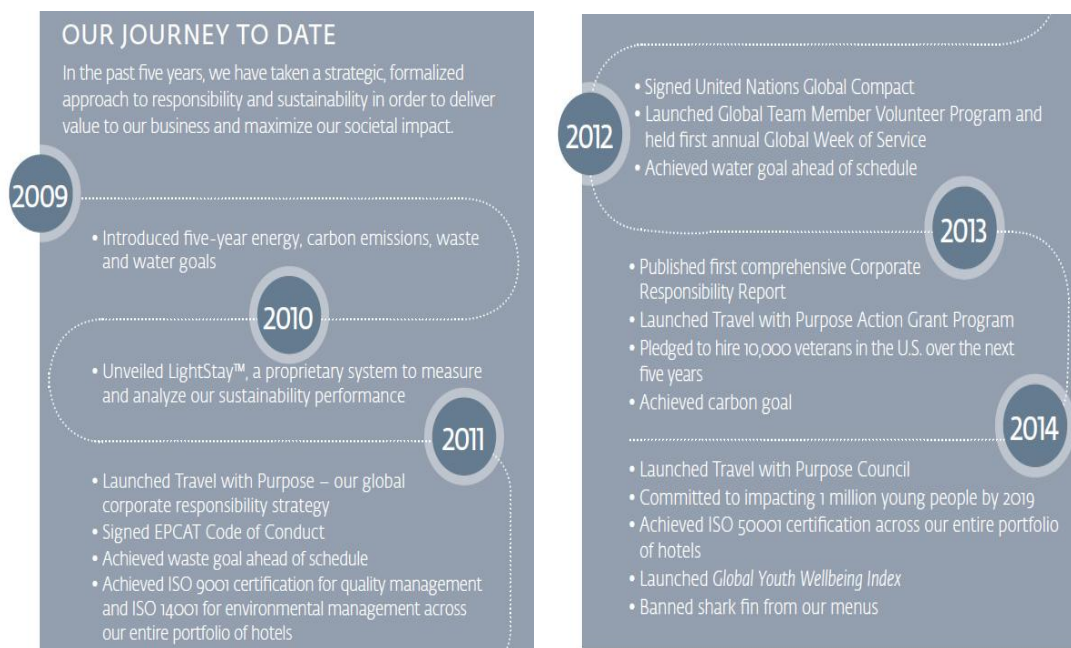 OUR JOURNEY TO DATE
In the past five years, we have taken a strategic, formalized
approach to responsibility and sustainability in order to deliver
value to our business and maximize our societal impact.
2009
• Introduced five-year energy, carbon emissions, waste
and water goals
2010
• Unveiled LightStay™, a proprietary system to measure
and analyze our sustainability performance
2011
• Launched Travel with Purpose – our global
corporate responsibility strategy
• Signed EPCAT Code of Conduct
• Achieved waste goal ahead of schedule
• Achieved ISO 9001 certification for quality management
and ISO 14001 for environmental management across
our entire portfolio of hotels
2012
• Signed United Nations Global Compact
• Launched Global Team Member Volunteer Program and
held first annual Global Week of Service
• Achieved water goal ahead of schedule
2013
• Published first comprehensive Corporate
Responsibility Report
• Launched Travel with Purpose Action Grant Program
• Pledged to hire 10,000 veterans in the U.S. over the next
five years
• Achieved carbon goal
2014
• Launched Travel with Purpose Council
• Committed to impacting 1 million young people by 2019
• Achieved ISO 50001 certification across our entire portfolio
of hotels
• Launched Global Youth Wellbeing Index
• Banned shark fin from our menus